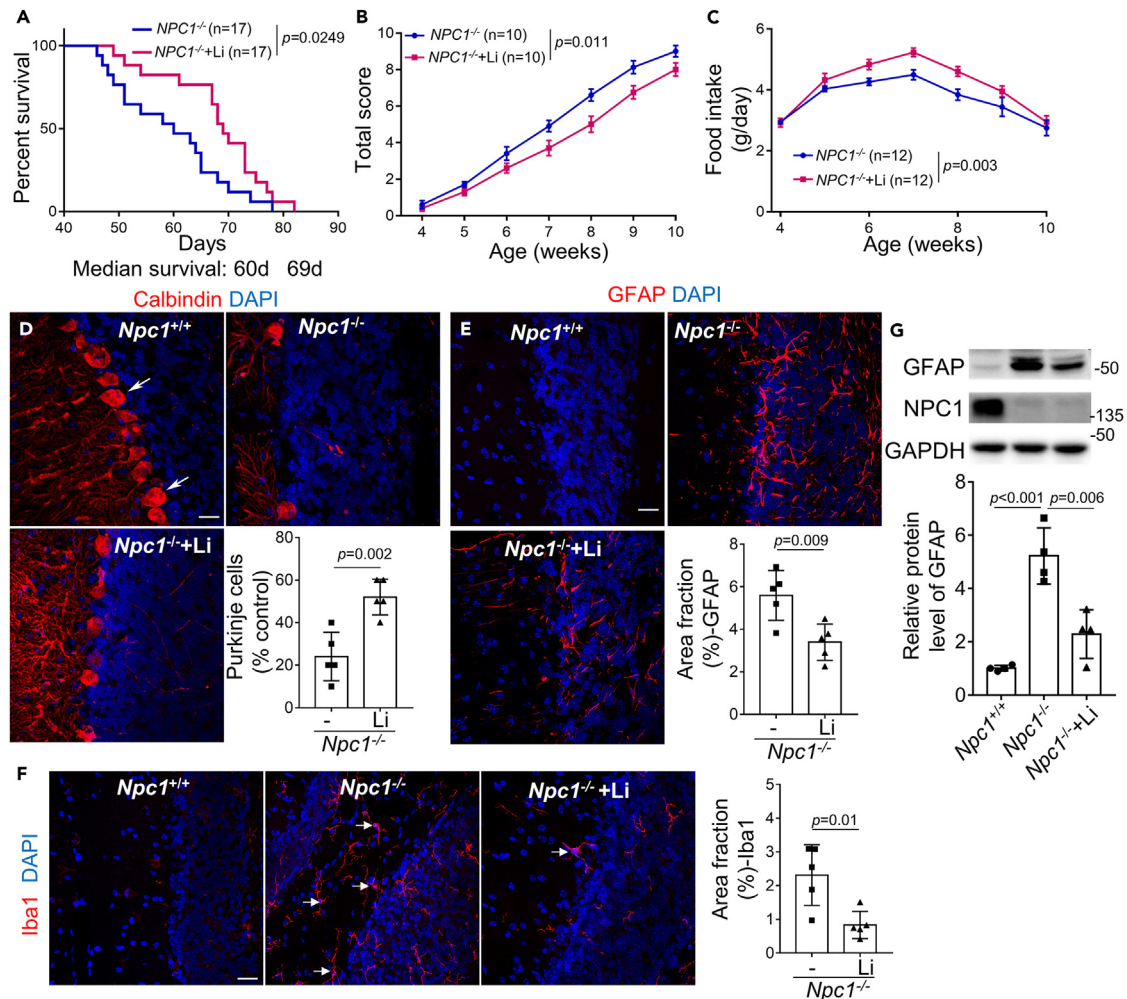 A
NPC1-/- (n=17)
NPC1-/-+Li (n=17)
p=0.0249
Percent survival
100
50
0
40 50 60 70 80 90
Days
Median survival: 60d 69d
B
NPC1-/- (n=10)
NPC1-/-+Li (n=10)
p=0.011
Total score
10
8
6
4
2
0
4 5 6 7 8 9 10
Age (weeks)
C
Food intake
(g/day)
6
4
2
0
NPC1-/- (n=12)
NPC1-/-+Li (n=12)
p=0.003
4 6 8 10
Age (weeks)
Calbindin DAPI
D
Npc1+/+
Npc1-/-
Npc1-/-+Li
Purkinje cells
(% control)
80
60
40
20
0
p=0.002
- Li
Npc1-/-
GFAP DAPI
E
Npc1+/+
Npc1-/-
Npc1-/-+Li
Area fraction
(%)-GFAP
8
6
4
2
0
p=0.009
- Li
Npc1-/-
G
GFAP
-50
NPC1
-135
-50
GAPDH
Relative protein
level of GFAP
8
6
4
2
0
p<0.001 p=0.006
Npc1+/+
Npc1-/-
Npc1-/-+Li
F
Iba1 DAPI
Npc1+/+
Npc1-/-
Npc1-/- +Li
Area fraction
(%)-Iba1
5
4
3
2
1
0
p=0.01
- Li
Npc1-/-